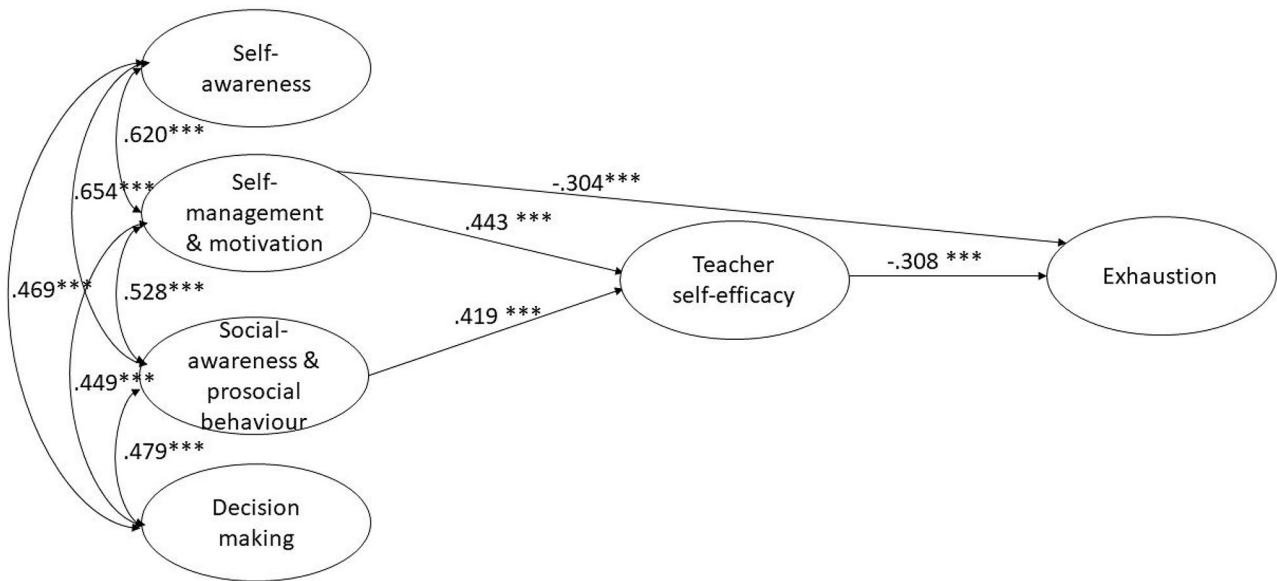 Self-
awareness
.620***
.654***
Self-
management
& motivation
-.304***
.443 ***
Teacher
self-efficacy
-.308 ***
Exhaustion
.469***
.528***
.419 ***
Social-
awareness &
prosocial
behaviour
.449***
.479***
Decision
making